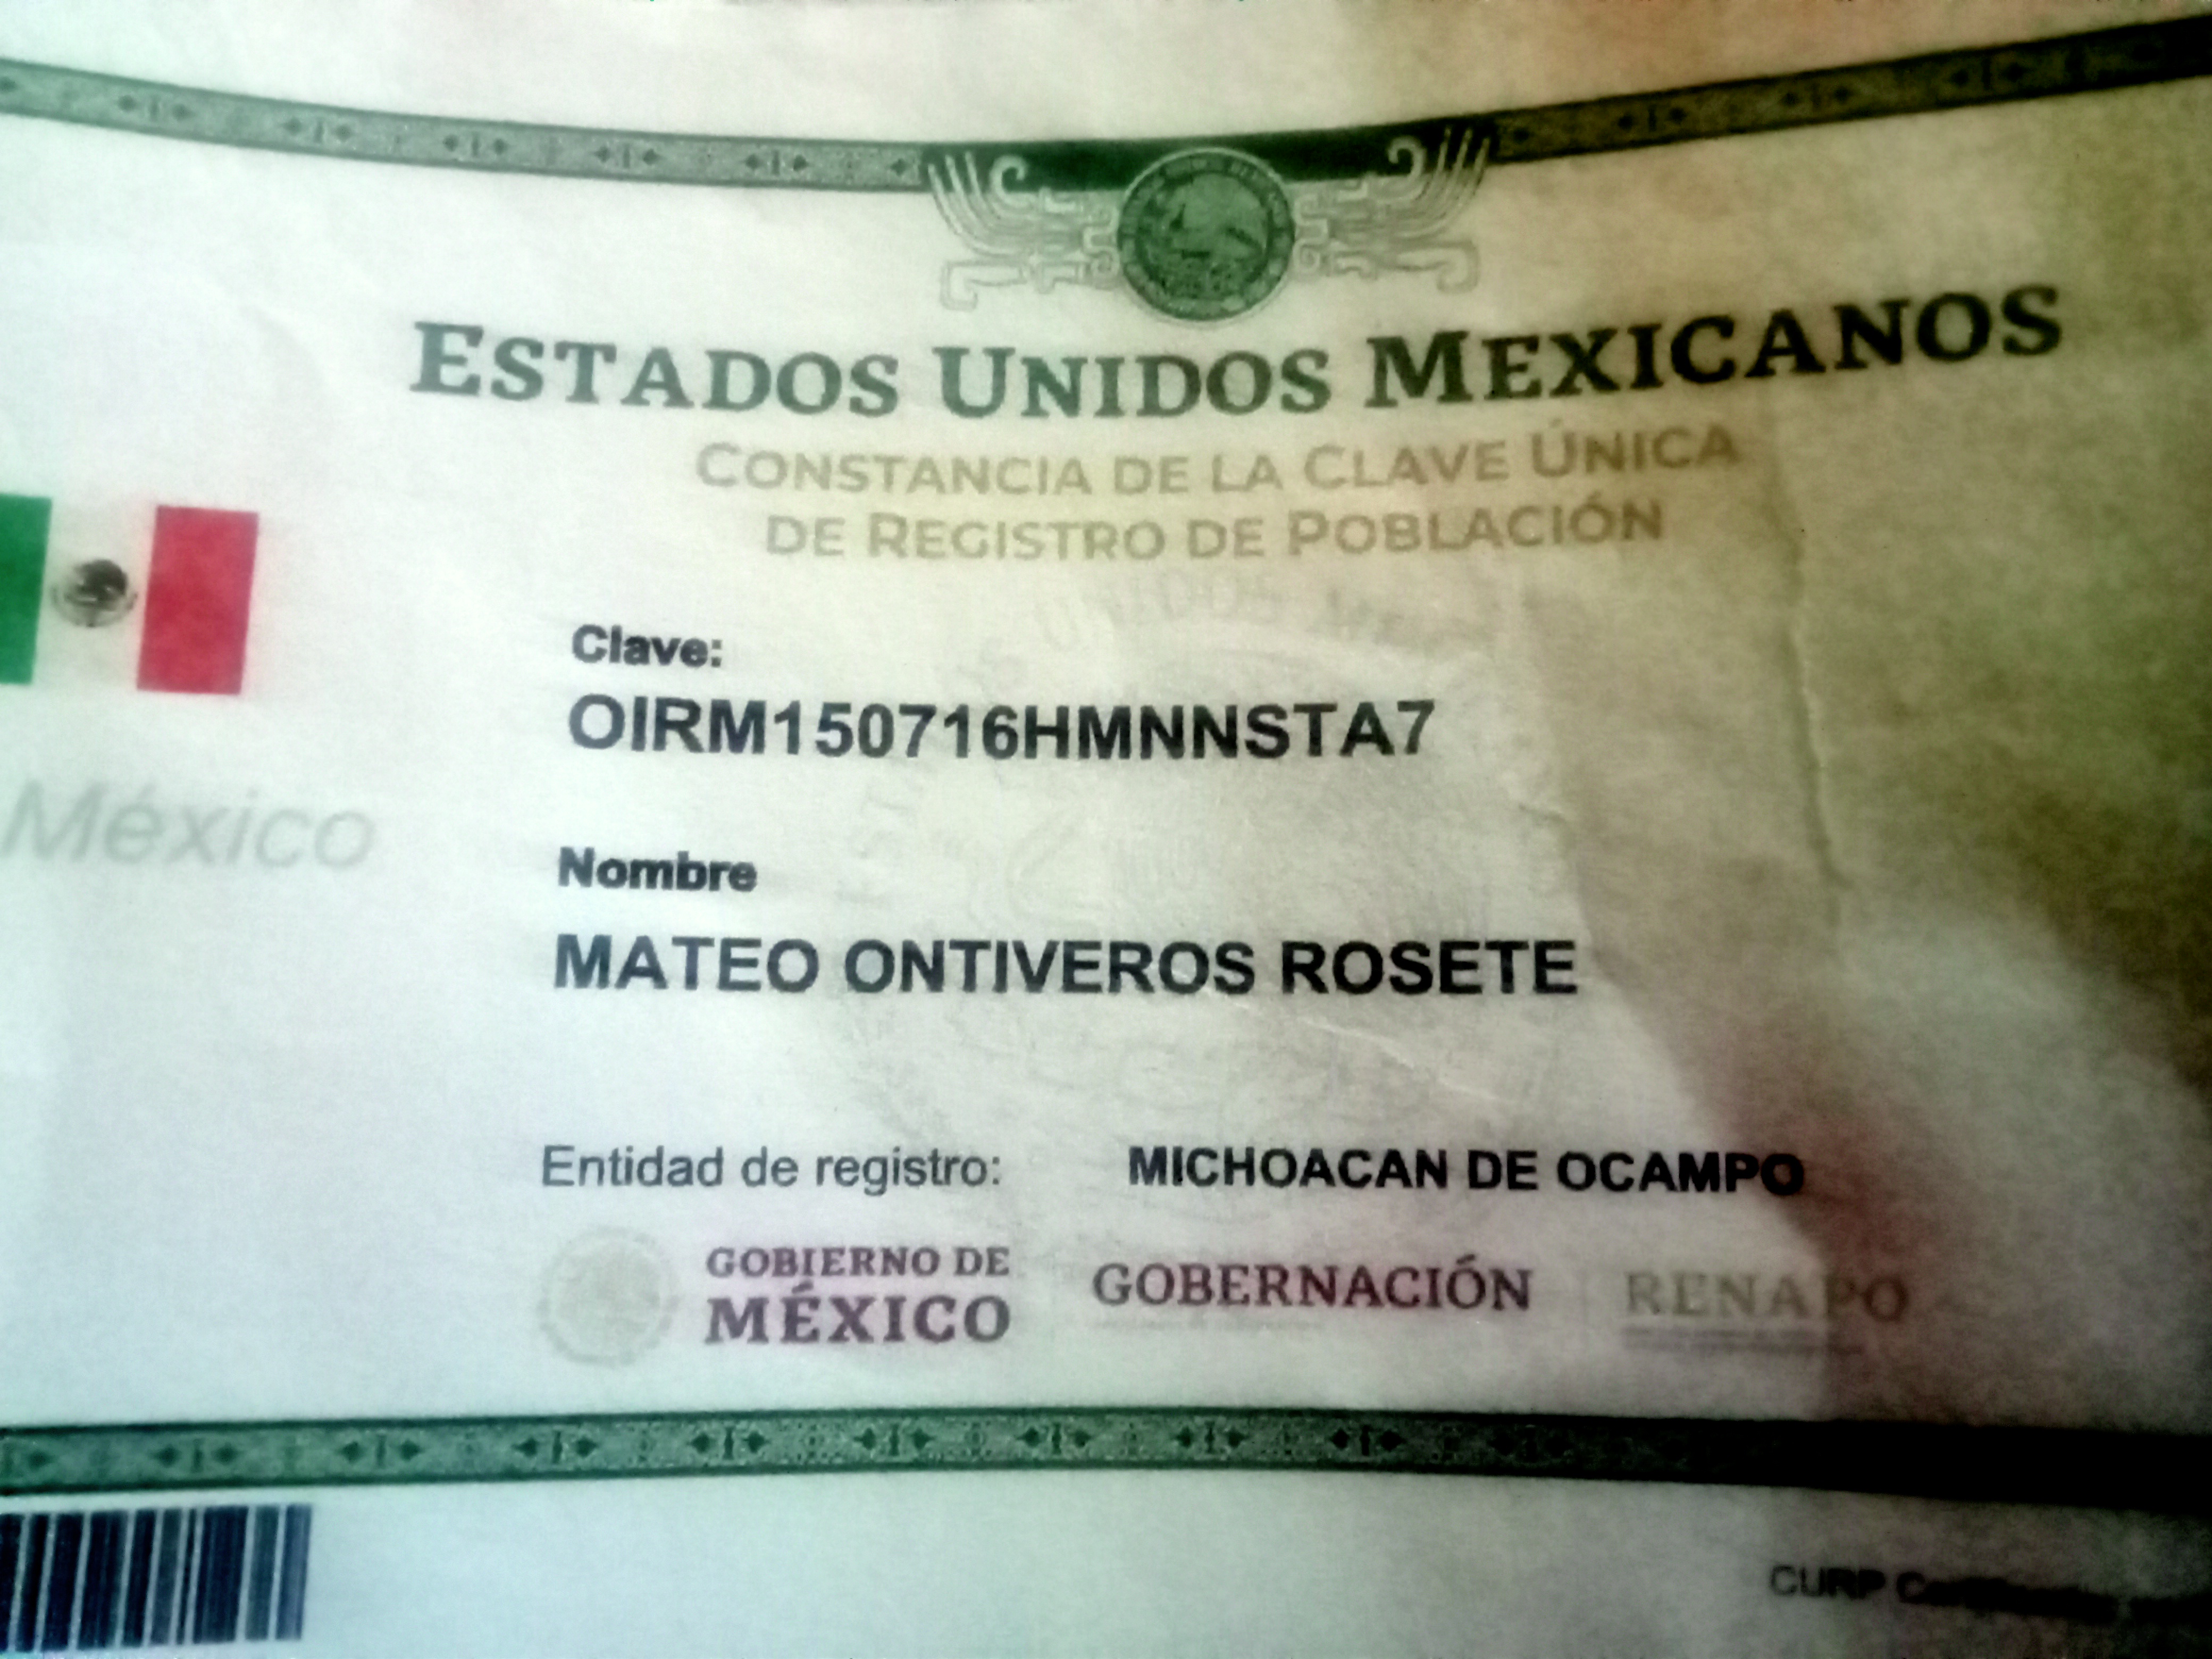 ESTADOS UNIDOS MEXICANOS
CONSTANCIA DE LA CLAVE ÚNICA
DE REGISTRO DE POBLACIÓN
Clave:
OIRM150716HMNNSTA7
México
Nombre
MATEO ONTIVEROS ROSETE
Entidad de registro: MICHOACAN DE OCAMPO
GOBIERNO DE
MÉXICO
GOBERNACIÓN
RENAPO
CURP